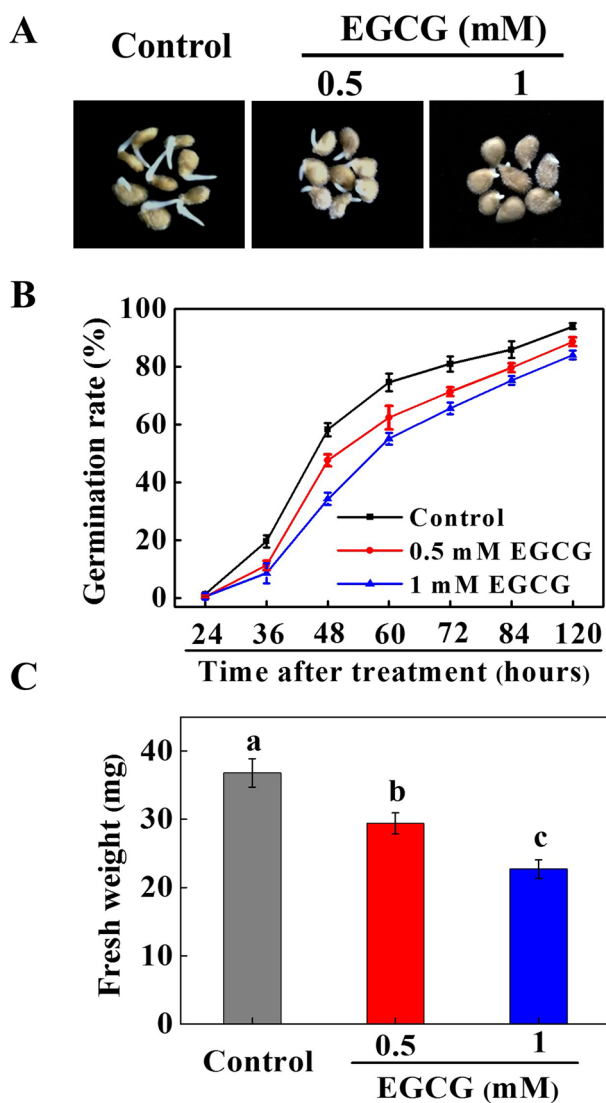 A
Control
EGCG (mM)
0.5
1
B
Germination rate (%)
100
80
60
40
20
0
Control
0.5 mM EGCG
1 mM EGCG
24 36 48 60 72 84 120
Time after treatment (hours)
C
Fresh weight (mg)
40
30
20
10
0
a
b
c
Control
0.5
1
EGCG (mM)